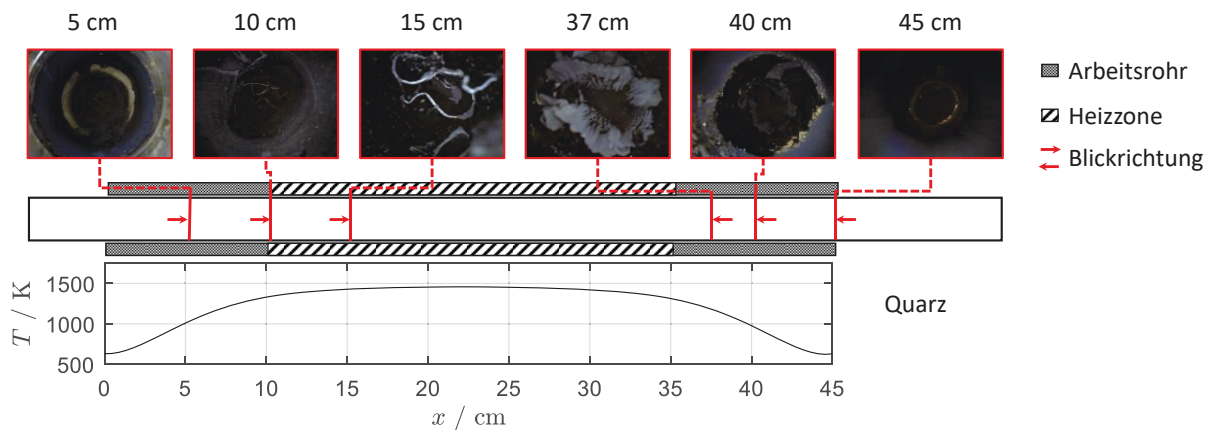 5 cm
10 cm
15 cm
37 cm
40 cm
45 cm
Arbeitsrohr
Heizzone
Blickrichtung
1500
1000
500
T / K
Quarz
0 5 10 15 20 25 30 35 40 45
x / cm